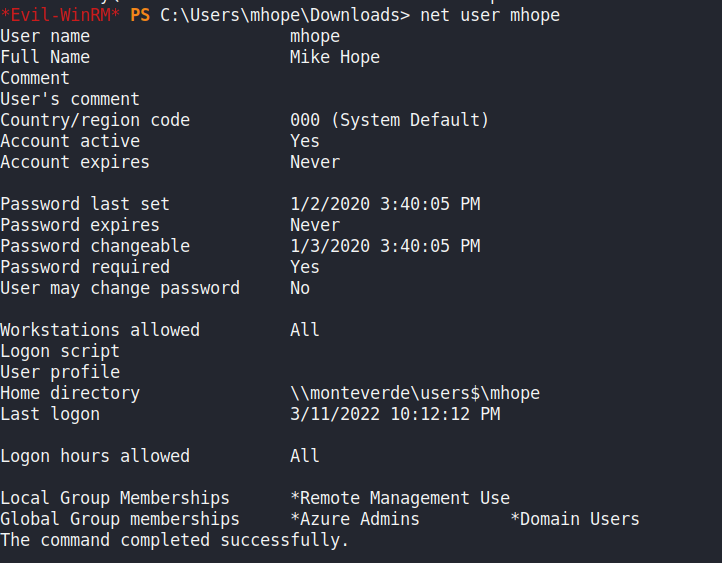 *Evil-WinRM* PS C:\Users\mhope\Downloads> net user mhope
User name                    mhope
Full Name                    Mike Hope
Comment
User's comment
Country/region code          000 (System Default)
Account active               Yes
Account expires              Never
Password last set            1/2/2020 3:40:05 PM
Password expires             Never
Password changeable          1/3/2020 3:40:05 PM
Password required            Yes
User may change password     No
Workstations allowed         All
Logon script
User profile
Home directory               \\monteverde\users$\mhope
Last logon                   3/11/2022 10:12:12 PM
Logon hours allowed          All
Local Group Memberships      *Remote Management Use
Global Group memberships     *Azure Admins         *Domain Users
The command completed successfully.